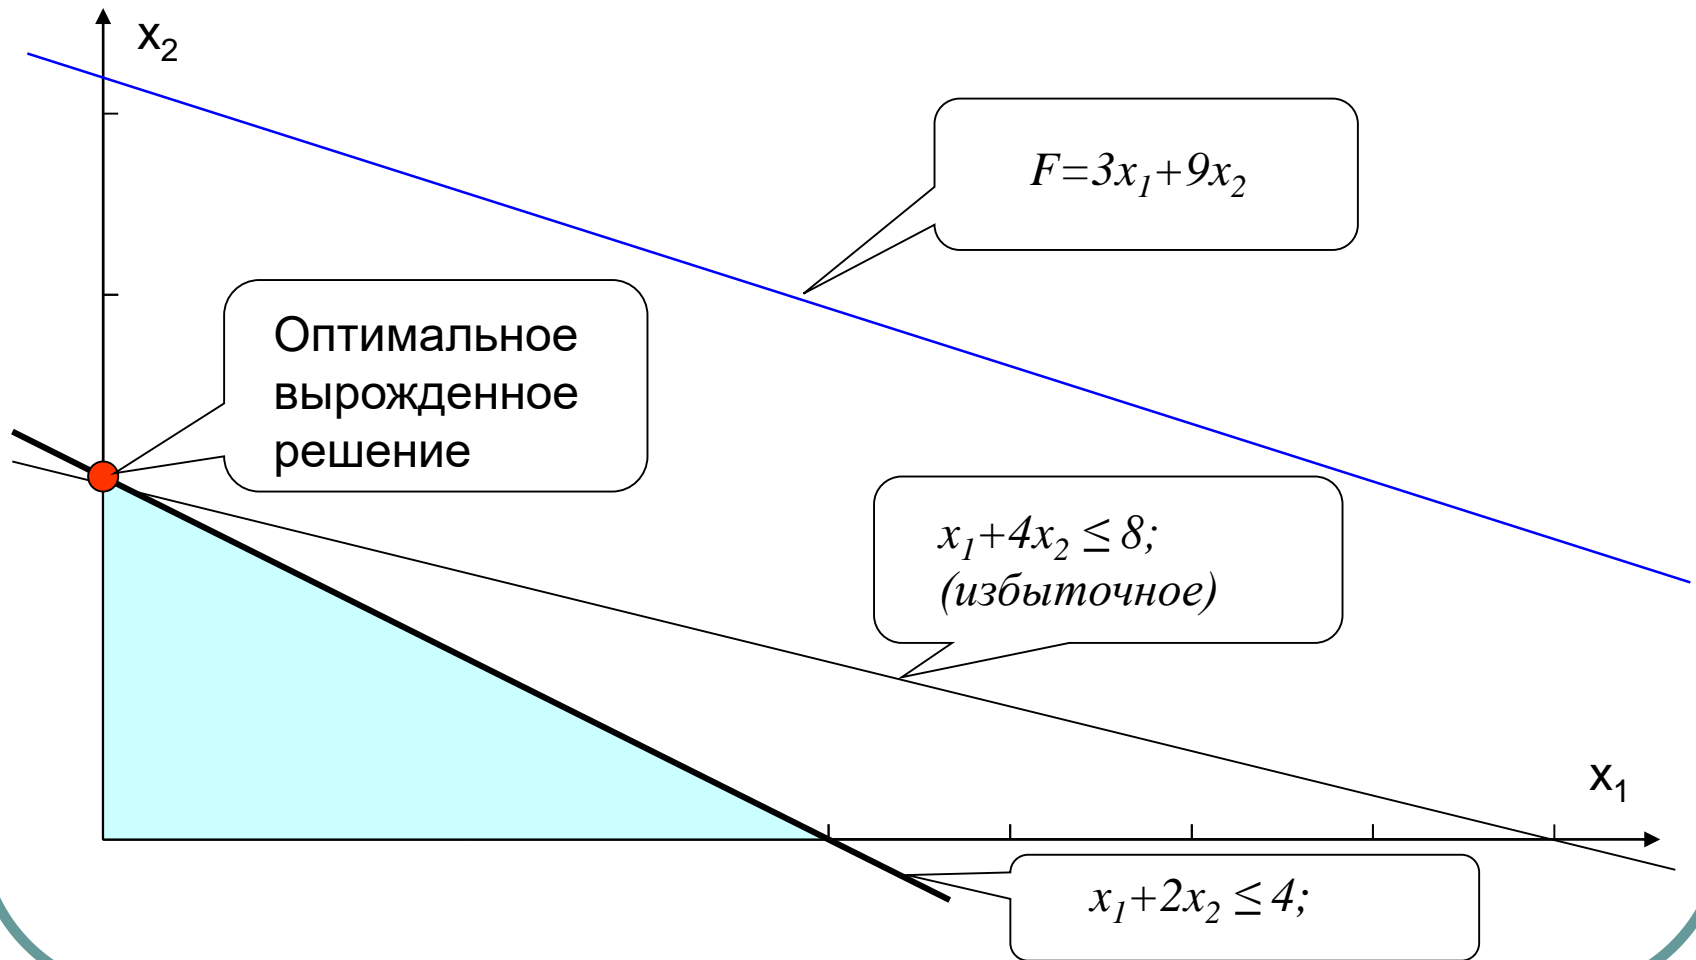 x₂
F=3x₁+9x₂
Оптимальное
вырожденное
решение
x₁+4x₂ ≤ 8;
(избыточное)
x₁
x₁+2x₂ ≤ 4;